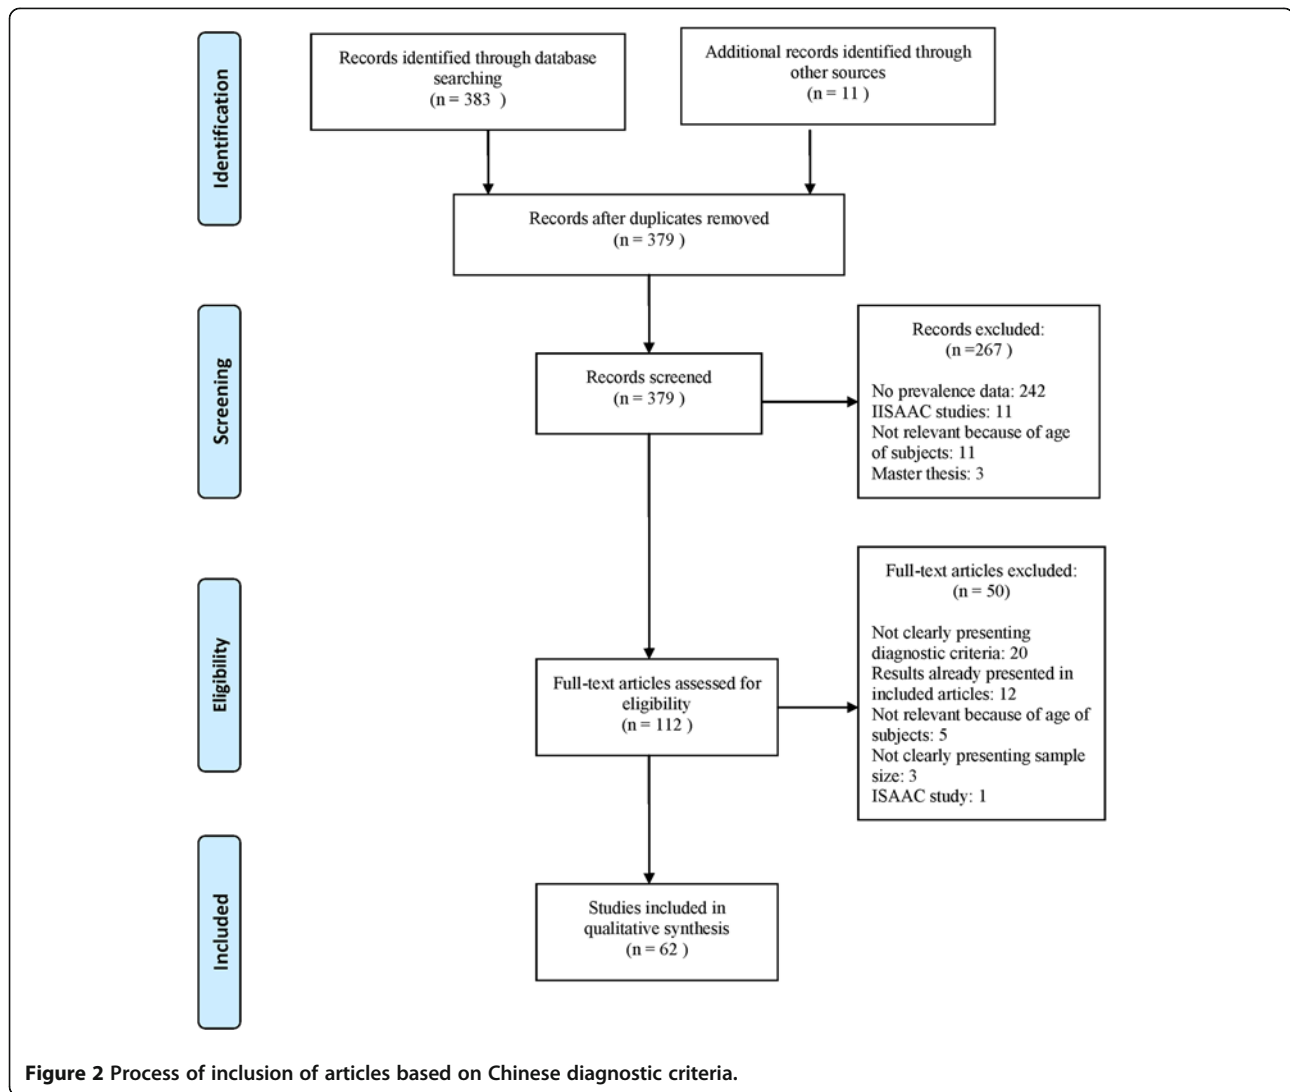 Identification
Records identified through database
searching
(n = 383 )
Additional records identified through
other sources
(n = 11 )
Records after duplicates removed
(n = 379 )
Screening
Records screened
(n = 379 )
Records excluded:
(n =267 )
No prevalence data: 242
IISAAC studies: 11
Not relevant because of age
of subjects: 11
Master thesis: 3
Eligibility
Full-text articles assessed for
eligibility
(n = 112 )
Full-text articles excluded:
(n = 50)
Not clearly presenting
diagnostic criteria: 20
Results already presented in
included articles: 12
Not relevant because of age of
subjects: 5
Not clearly presenting sample
size: 3
ISAAC study: 1
Included
Studies included in
qualitative synthesis
(n = 62 )
Figure 2 Process of inclusion of articles based on Chinese diagnostic criteria.